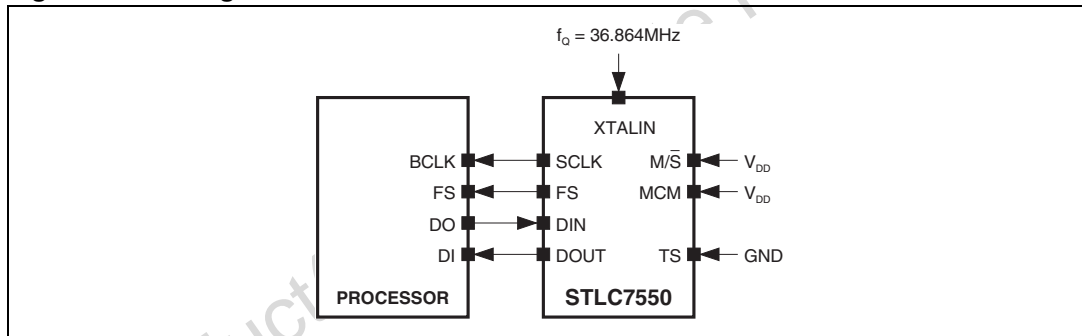 f_Q = 36.864MHz
XTALIN
BCLK SCLK M/S̅ V_DD
FS FS MCM V_DD
DO DIN
DI DOUT TS GND
PROCESSOR STLC7550